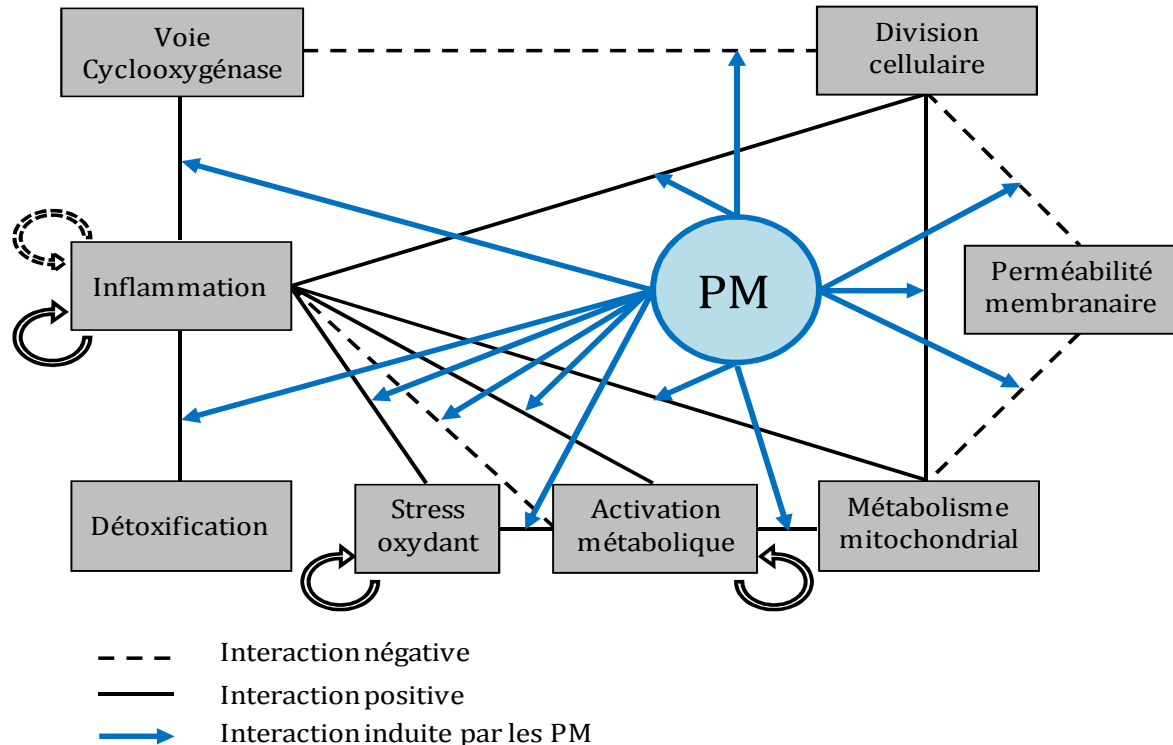 Voie
Cyclooxygénase
Division
cellulaire
Inflammation
PM
Perméabilité
membranaire
Détoxification
Stress
oxydant
Activation
métabolique
Métabolisme
mitochondrial
Interaction négative
Interaction positive
Interaction induite par les PM